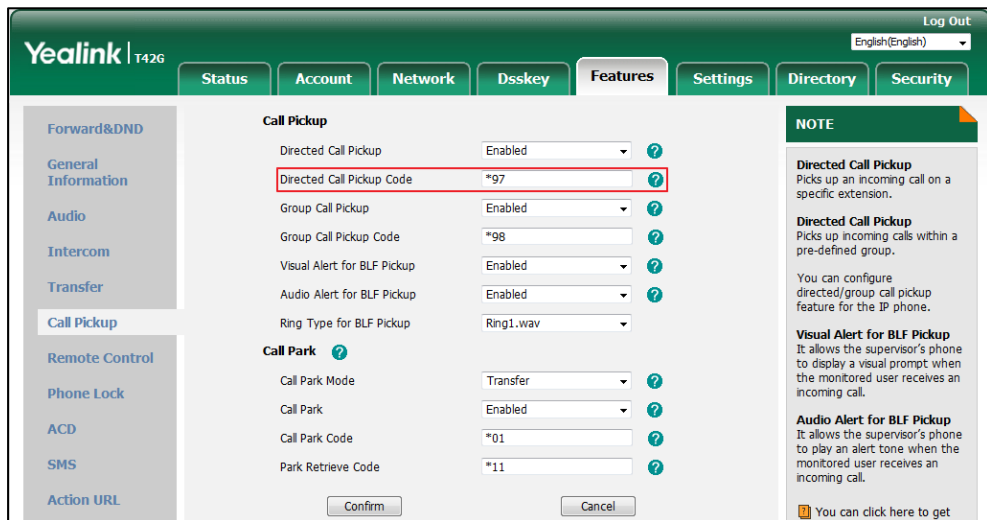 Log Out
Yealink | T42G
English(English)
Status Account Network Dsskey Features Settings Directory Security
Forward&DND
General
Information
Audio
Intercom
Transfer
Call Pickup
Remote Control
Phone Lock
ACD
SMS
Action URL
Call Pickup
Directed Call Pickup Enabled ?
Directed Call Pickup Code *97 ?
Group Call Pickup Enabled ?
Group Call Pickup Code *98 ?
Visual Alert for BLF Pickup Enabled ?
Audio Alert for BLF Pickup Enabled ?
Ring Type for BLF Pickup Ring1.wav
Call Park ?
Call Park Mode Transfer ?
Call Park Enabled ?
Call Park Code *01 ?
Park Retrieve Code *11 ?
Confirm Cancel
NOTE
Directed Call Pickup
Picks up an incoming call on a
specific extension.
Directed Call Pickup
Picks up incoming calls within a
pre-defined group.
You can configure
directed/group call pickup
feature for the IP phone.
Visual Alert for BLF Pickup
It allows the supervisor's phone
to display a visual prompt when
the monitored user receives an
incoming call.
Audio Alert for BLF Pickup
It allows the supervisor's phone
to play an alert tone when the
monitored user receives an
incoming call.
? You can click here to get